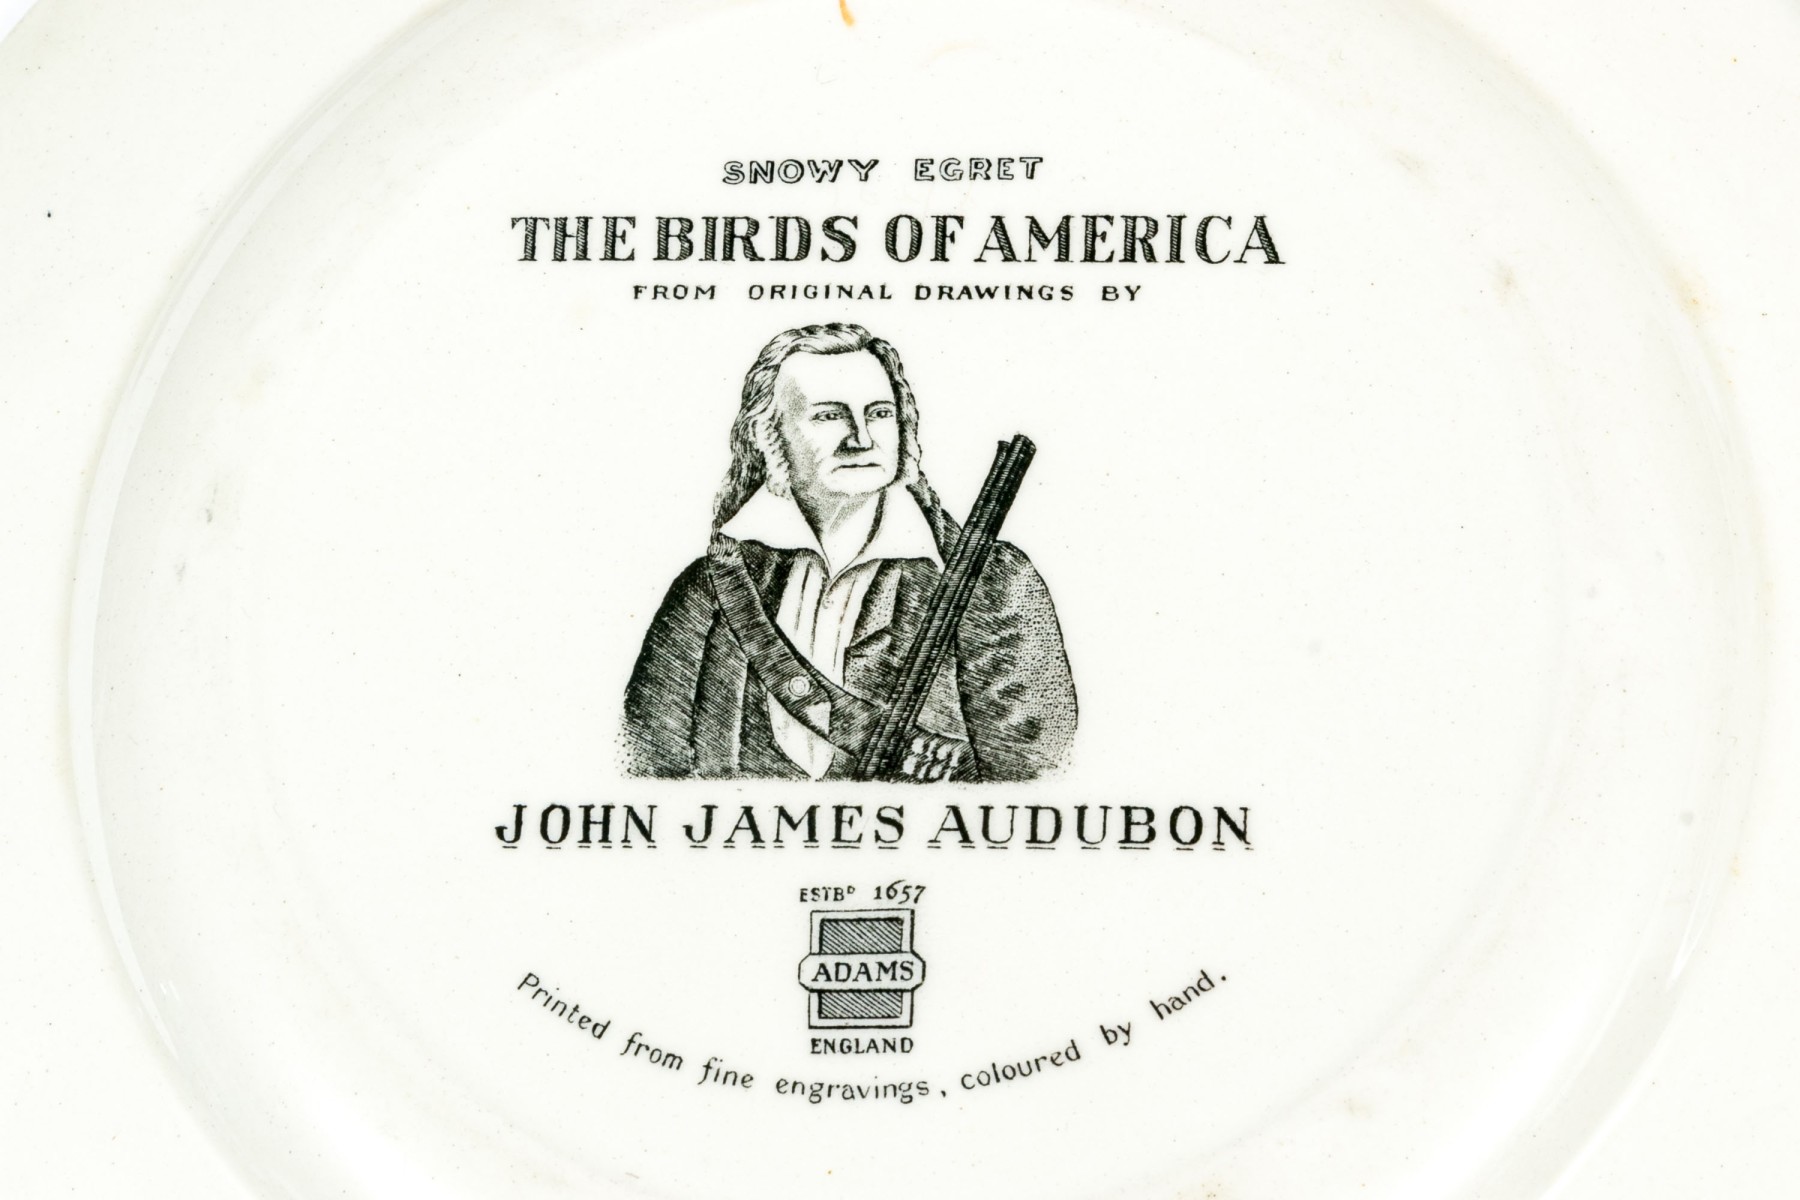 SNOWY EGRET
THE BIRDS OF AMERICA
FROM ORIGINAL DRAWINGS BY
JOHN JAMES AUDUBON
ESTBD 1657
ADAMS
ENGLAND
Printed from fine engravings, coloured by hand.